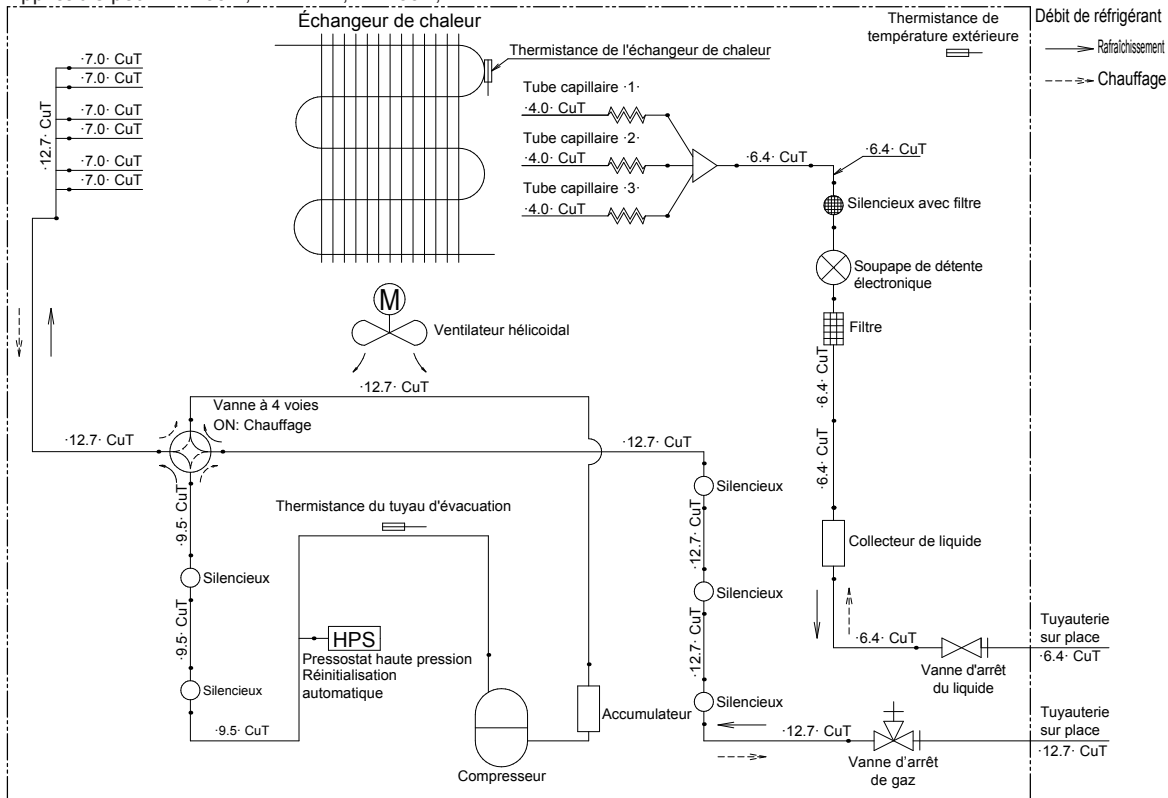 Échangeur de chaleur
Thermistance de
température extérieure
Débit de réfrigérant
Rafraîchissement
Chauffage
Thermistance de l'échangeur de chaleur
·7.0· CuT
·7.0· CuT
·7.0· CuT
·7.0· CuT
·7.0· CuT
·7.0· CuT
·12.7· CuT
Tube capillaire ·1·
·4.0· CuT
Tube capillaire ·2·
·4.0· CuT
Tube capillaire ·3·
·4.0· CuT
·6.4· CuT
·6.4· CuT
Silencieux avec filtre
Soupape de détente
électronique
Filtre
M
Ventilateur hélicoidal
·12.7· CuT
·6.4· CuT
Vanne à 4 voies
ON: Chauffage
·12.7· CuT
·12.7· CuT
·6.4· CuT
Silencieux
Thermistance du tuyau d'évacuation
·9.5· CuT
·12.7· CuT
Collecteur de liquide
Silencieux
Silencieux
·9.5· CuT
HPS
Pressostat haute pression
Réinitialisation
automatique
·12.7· CuT
·6.4· CuT
Tuyauterie
sur place
·6.4· CuT
Vanne d'arrêt
du liquide
Silencieux
Silencieux
Accumulateur
·9.5· CuT
Compresseur
·12.7· CuT
Tuyauterie
sur place
·12.7· CuT
Vanne d'arrêt
de gaz